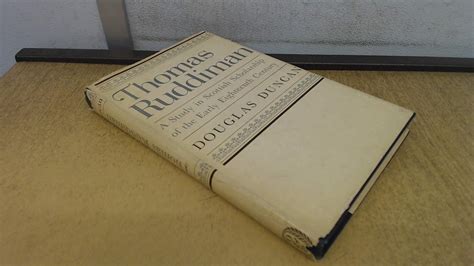 Thomas
Ruddiman
A Study in Scottish Scholarship
of the Early Eighteenth Century
DOUGLAS DUNCAN